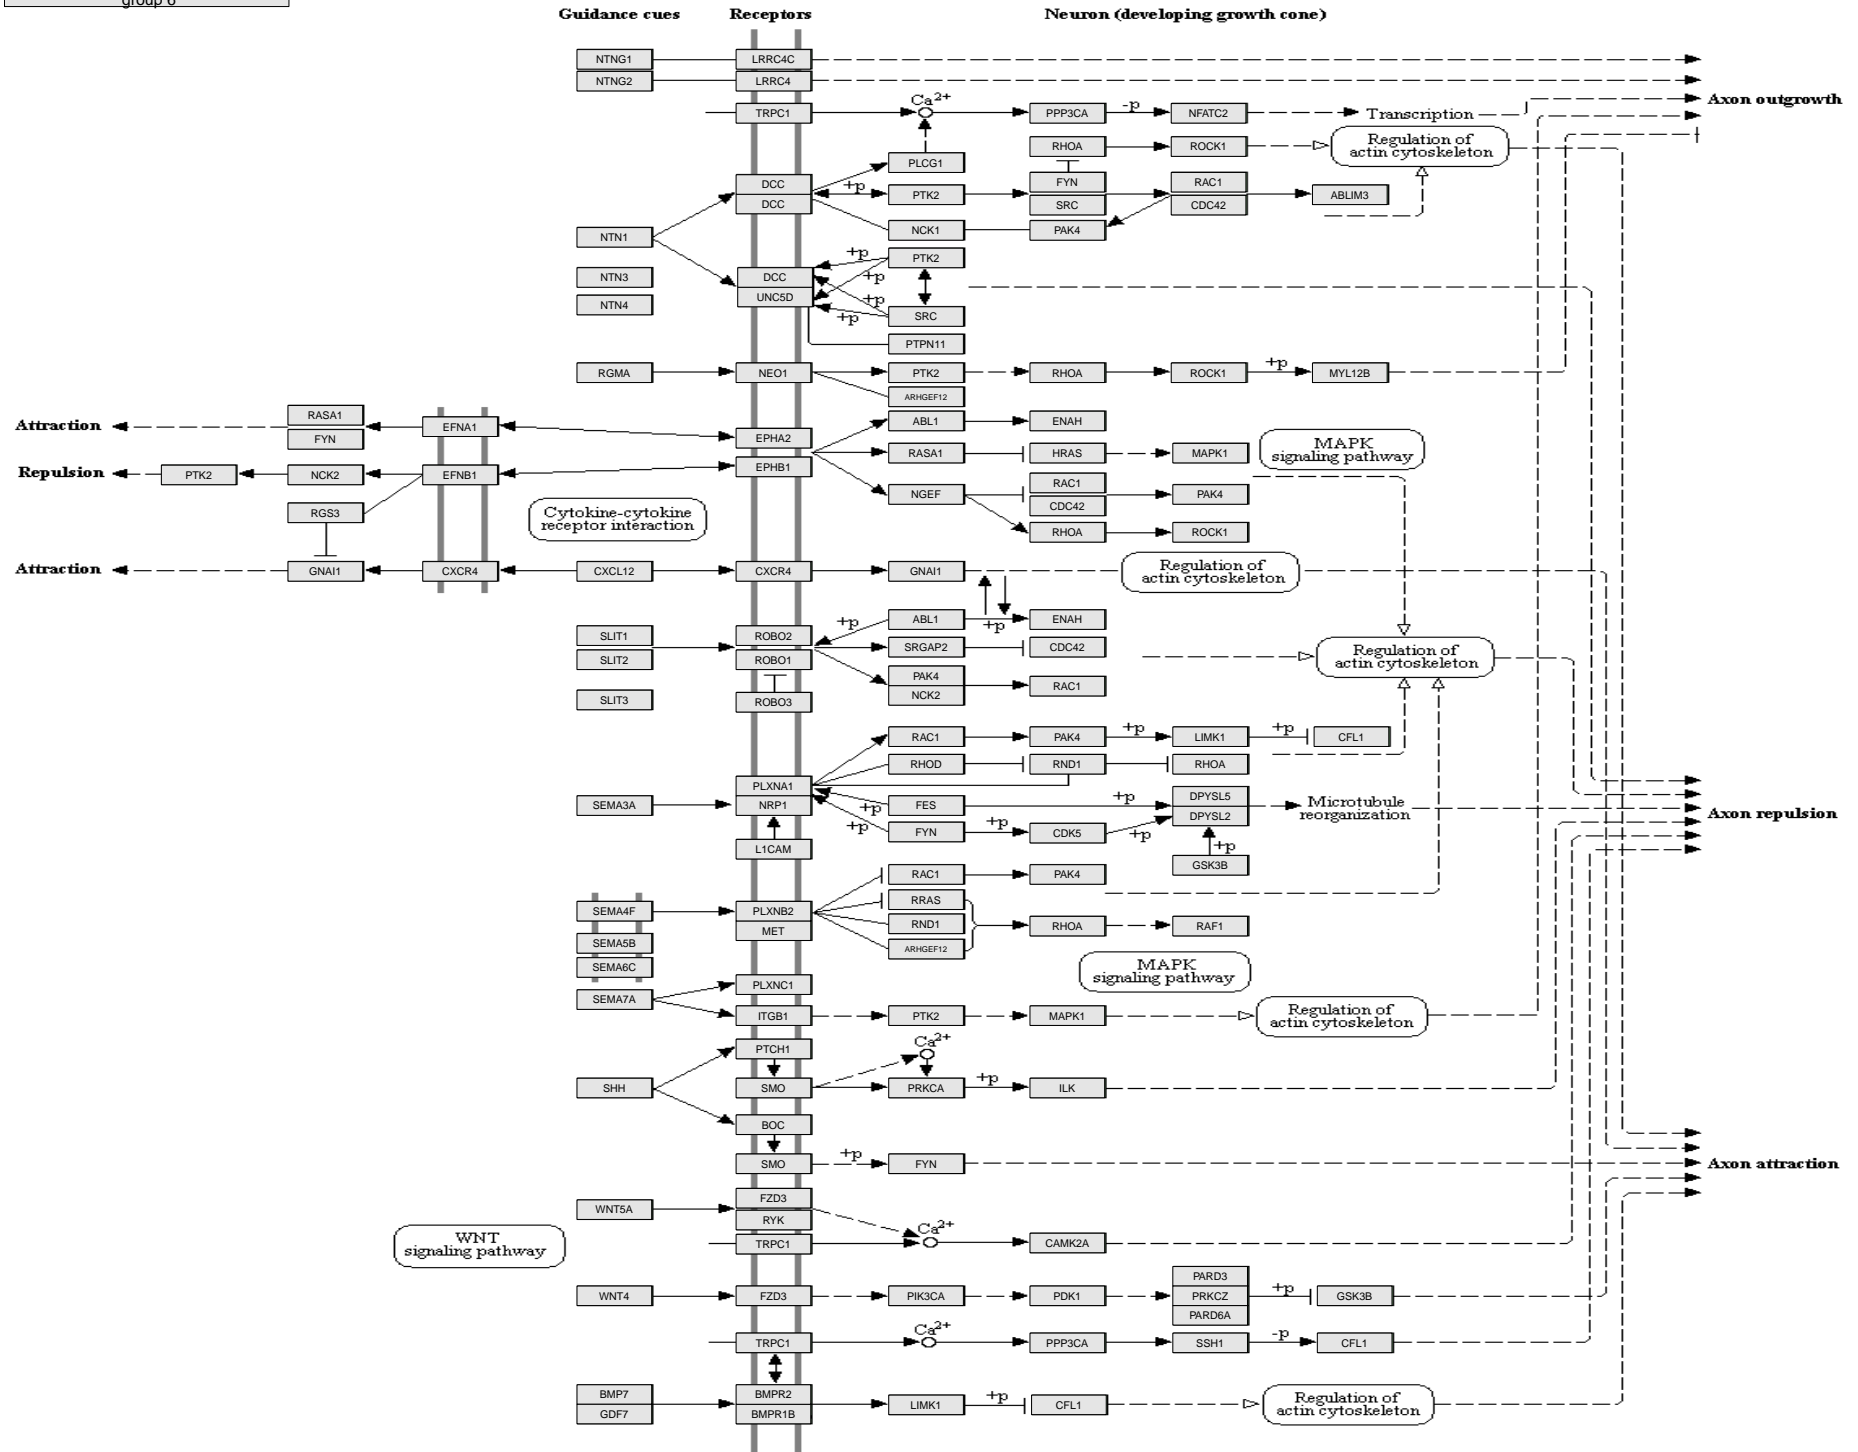 group 6
Guidance cues Receptors Neuron (developing growth cone)
NTNG1 LRRC4C
NTNG2 LRRC4
Ca2+
Axon outgrowth
TRPC1 PPP3CA -p NFATC2 Transcription
RHOA ROCK1 Regulation of
actin cytoskeleton
PLCG1
DCC +p PTK2 FYN RAC1 ABLIM3
DCC SRC CDC42
NCK1 PAK4
NTN1
+p PTK2
NTN3 DCC +p
UNC5D +p
NTN4 +p SRC
PTPN11
RGMA NEO1 PTK2 RHOA ROCK1 +p MYL12B
ARHGEF12
RASA1 ABL1 ENAH
Attraction EFNA1
FYN EPHA2
RASA1 HRAS MAPK1 MAPK
signaling pathway
Repulsion PTK2 NCK2 EFNB1 EPHB1
RAC1
NGEF PAK4
CDC42
RGS3 Cytokine-cytokine
receptor interaction
RHOA ROCK1
Attraction GNAI1 CXCR4 CXCL12 CXCR4 GNAI1 Regulation of
actin cytoskeleton
+p ABL1 +p ENAH
SLIT1 ROBO2
SRGAP2 CDC42
SLIT2 ROBO1 Regulation of
actin cytoskeleton
PAK4
NCK2 RAC1
SLIT3 ROBO3
RAC1 PAK4 +p LIMK1 +p CFL1
RHOD RND1 RHOA
PLXNA1
SEMA3A NRP1 +p FES +p DPYSL5 Microtubule
reorganization
DPYSL2
Axon repulsion
+p FYN +p CDK5 +p
L1CAM +p
GSK3B
RAC1 PAK4
RRAS
SEMA4F PLXNB2
RND1 RHOA RAF1
MET
SEMA5B ARHGEF12
SEMA6C MAPK
signaling pathway
PLXNC1
SEMA7A
ITGB1 PTK2 MAPK1 Regulation of
actin cytoskeleton
PTCH1 Ca2+
SHH SMO PRKCA +p ILK
BOC
SMO +p FYN Axon attraction
FZD3
WNT5A
RYK
Ca2+
WNT
signaling pathway
TRPC1 CAMK2A
PARD3
WNT4 FZD3 PIK3CA PDK1 PRKCZ +p GSK3B
PARD6A
Ca2+
TRPC1 PPP3CA SSH1 -p CFL1
BMP7 BMPR2
GDF7 BMPR1B LIMK1 +p CFL1 Regulation of
actin cytoskeleton